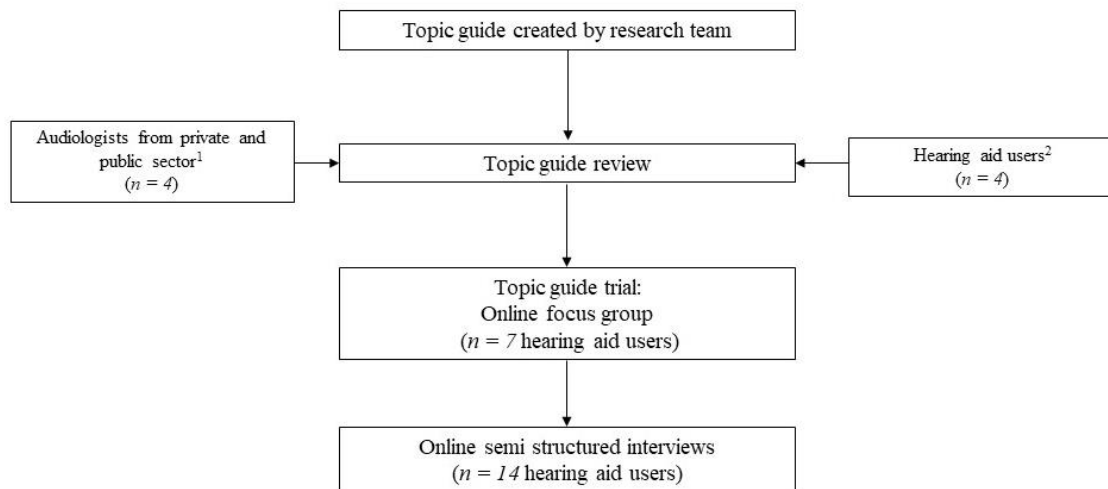 Topic guide created by research team
Audiologists from private and
public sector¹
(n = 4)
Topic guide review
Hearing aid users²
(n = 4)
Topic guide trial:
Online focus group
(n = 7 hearing aid users)
Online semi structured interviews
(n = 14 hearing aid users)